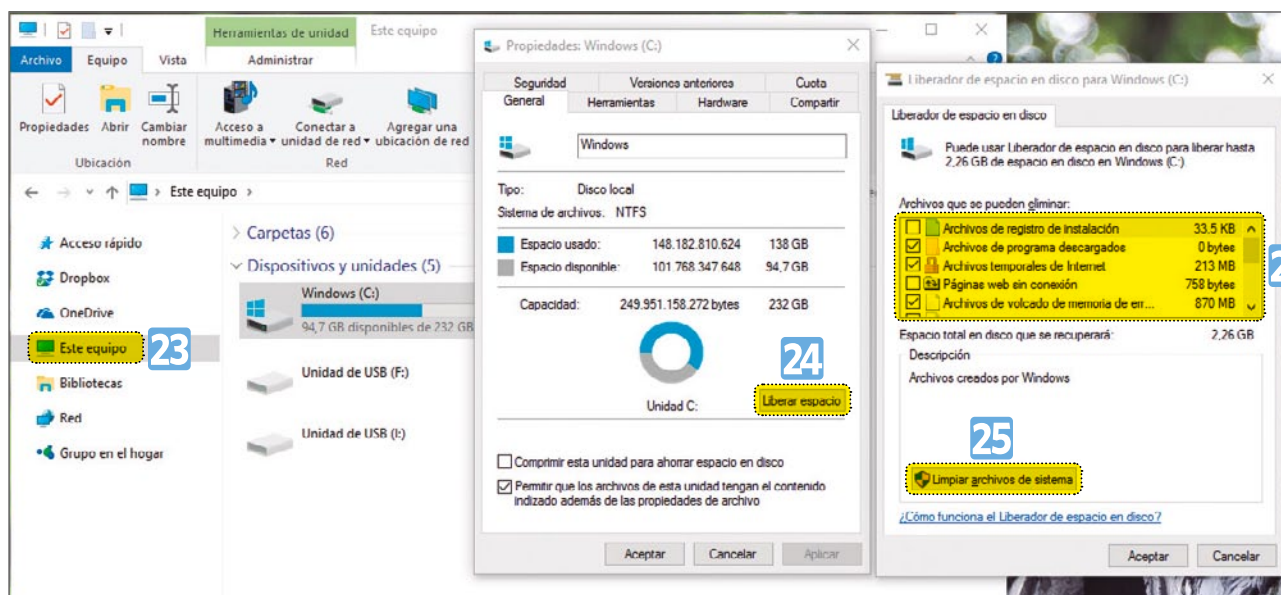 Herramientas de unidad
Este equipo
Archivo
Equipo
Vista
Administrar
Propiedades
Abrir
Cambiar
nombre
Acceso a
multimedia
Conectar a
unidad de red
Agregar una
ubicación de red
Ubicación
Red
Este equipo
Acceso rápido
Dropbox
OneDrive
Este equipo
23
Bibliotecas
Red
Grupo en el hogar
Carpetas (6)
Dispositivos y unidades (5)
Windows (C:)
94,7 GB disponibles de 232 GB
Unidad de USB (F:)
Unidad de USB (I:)
Propiedades: Windows (C:)
Seguridad
Versiones anteriores
Cuota
General
Herramientas
Hardware
Compartir
Windows
Tipo: Disco local
Sistema de archivos: NTFS
Espacio usado: 148.182.810.624 138 GB
Espacio disponible: 101.768.347.648 94,7 GB
Capacidad: 249.951.158.272 bytes 232 GB
24
Unidad C:
Liberar espacio
Comprimir esta unidad para ahorrar espacio en disco
Permitir que los archivos de esta unidad tengan el contenido
indizado además de las propiedades de archivo
Aceptar
Cancelar
Aplicar
Liberador de espacio en disco para Windows (C:)
Liberador de espacio en disco
Puede usar Liberador de espacio en disco para liberar hasta
2,26 GB de espacio en disco en Windows (C:).
Archivos que se pueden eliminar:
Archivos de registro de instalación 33.5 KB
Archivos de programa descargados 0 bytes
Archivos temporales de Internet 213 MB
Páginas web sin conexión 758 bytes
Archivos de volcado de memoria de err... 870 MB
Espacio total en disco que se recuperará: 2,26 GB
Descripción
Archivos creados por Windows
25
Limpiar archivos de sistema
¿Cómo funciona el Liberador de espacio en disco?
Aceptar
Cancelar